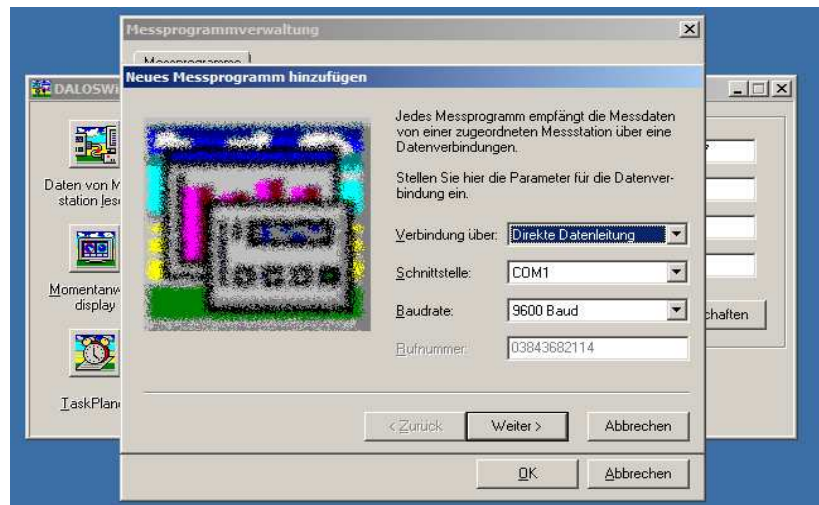 Messprogrammverwaltung
Messprogramme
Neues Messprogramm hinzufügen
Jedes Messprogramm empfängt die Messdaten
von einer zugeordneten Messstation über eine
Datenverbindungen.
Stellen Sie hier die Parameter für die Datenver-
bindung ein.
Verbindung über: Direkte Datenleitung
Schnittstelle: COM1
Baudrate: 9600 Baud
Rufnummer: 03843682114
< Zurück Weiter > Abbrechen
OK Abbrechen
DALOSWi
Daten von M
station les
Momentanw
display
TaskPlan
chaften